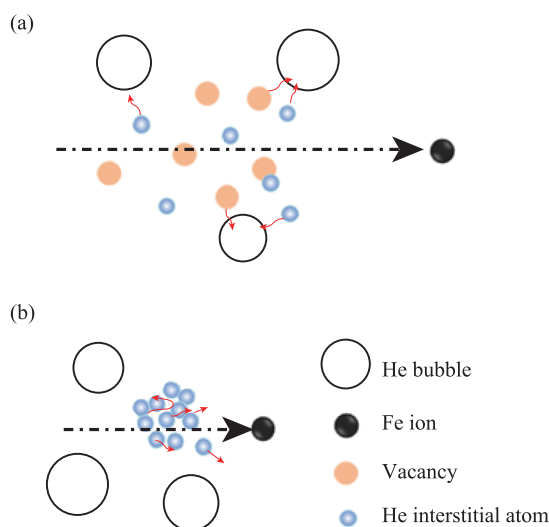 (a)
(b)
He bubble
Fe ion
Vacancy
He interstitial atom